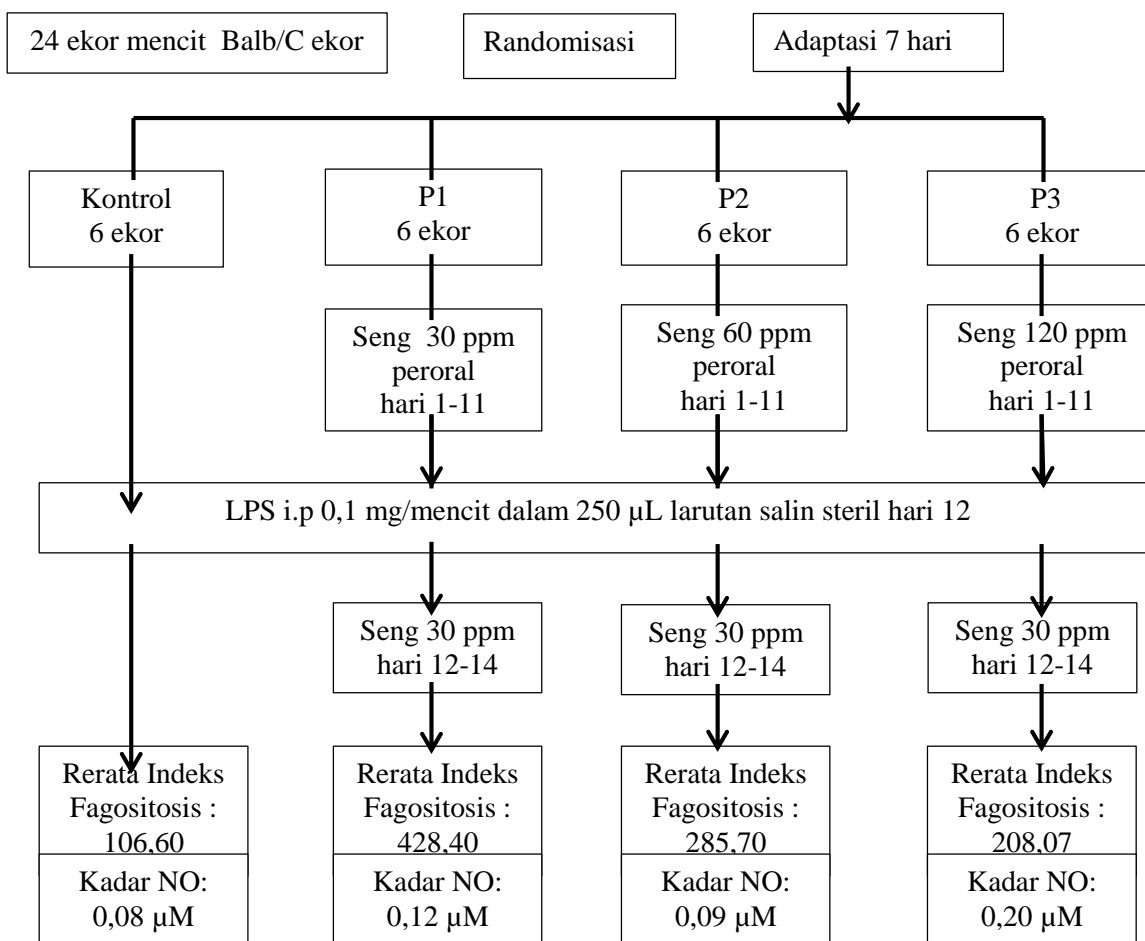 24 ekor mencit Balb/C ekor
Randomisasi
Adaptasi 7 hari
Kontrol
6 ekor
P1
6 ekor
P2
6 ekor
P3
6 ekor
Seng 30 ppm
peroral
hari 1-11
Seng 60 ppm
peroral
hari 1-11
Seng 120 ppm
peroral
hari 1-11
LPS i.p 0,1 mg/mencit dalam 250 µL larutan salin steril hari 12
Seng 30 ppm
hari 12-14
Seng 30 ppm
hari 12-14
Seng 30 ppm
hari 12-14
Rerata Indeks
Fagositosis :
106,60
Rerata Indeks
Fagositosis :
428,40
Rerata Indeks
Fagositosis :
285,70
Rerata Indeks
Fagositosis :
208,07
Kadar NO:
0,08 µM
Kadar NO:
0,12 µM
Kadar NO:
0,09 µM
Kadar NO:
0,20 µM